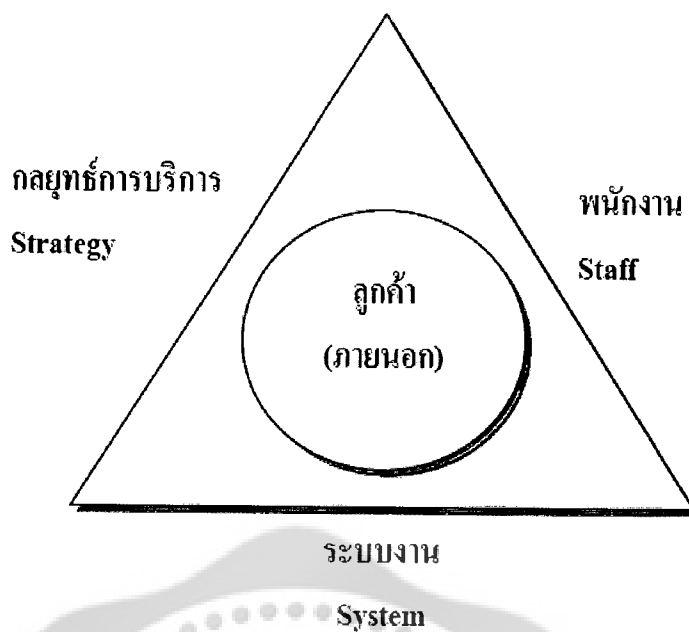 กลยุทธ์การบริการ
Strategy
พนักงาน
Staff
ลูกค้า
(ภายนอก)
ระบบงาน
System